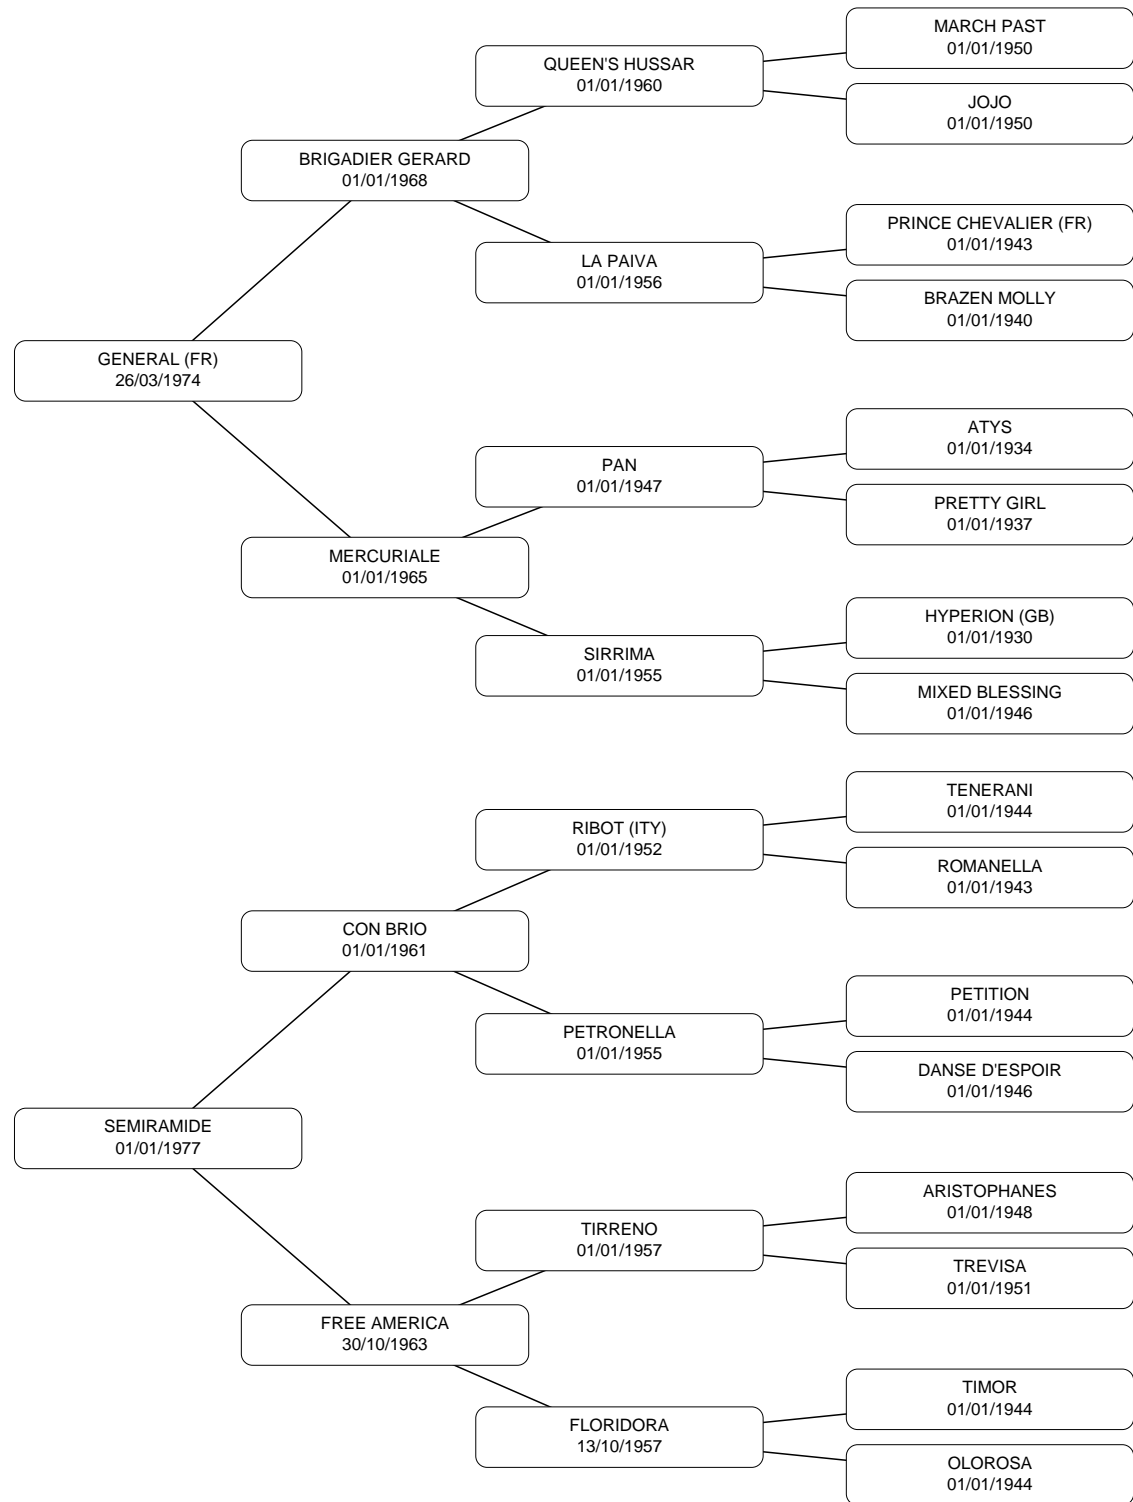 MARCH PAST
01/01/1950
QUEEN'S HUSSAR
01/01/1960
JOJO
01/01/1950
BRIGADIER GERARD
01/01/1968
PRINCE CHEVALIER (FR)
01/01/1943
LA PAIVA
01/01/1956
BRAZEN MOLLY
01/01/1940
GENERAL (FR)
26/03/1974
ATYS
01/01/1934
PAN
01/01/1947
PRETTY GIRL
01/01/1937
MERCURIALE
01/01/1965
HYPERION (GB)
01/01/1930
SIRRIMA
01/01/1955
MIXED BLESSING
01/01/1946
TENERANI
01/01/1944
RIBOT (ITY)
01/01/1952
ROMANELLA
01/01/1943
CON BRIO
01/01/1961
PETITION
01/01/1944
PETRONELLA
01/01/1955
DANSE D'ESPOIR
01/01/1946
SEMIRAMIDE
01/01/1977
ARISTOPHANES
01/01/1948
TIRRENO
01/01/1957
TREVISA
01/01/1951
FREE AMERICA
30/10/1963
TIMOR
01/01/1944
FLORIDORA
13/10/1957
OLOROSA
01/01/1944